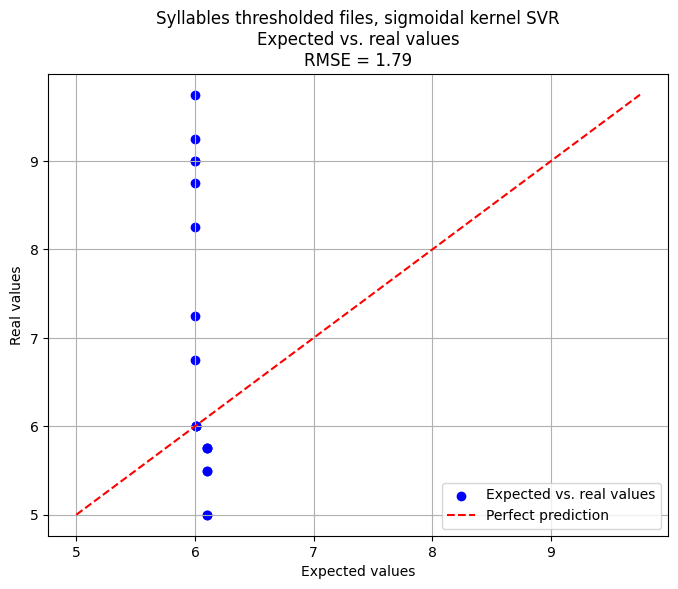 Syllables thresholded files, sigmoidal kernel SVR
Expected vs. real values
RMSE = 1.79
Real values
9
8
7
6
5
5
6
7
8
9
Expected values
Expected vs. real values
Perfect prediction